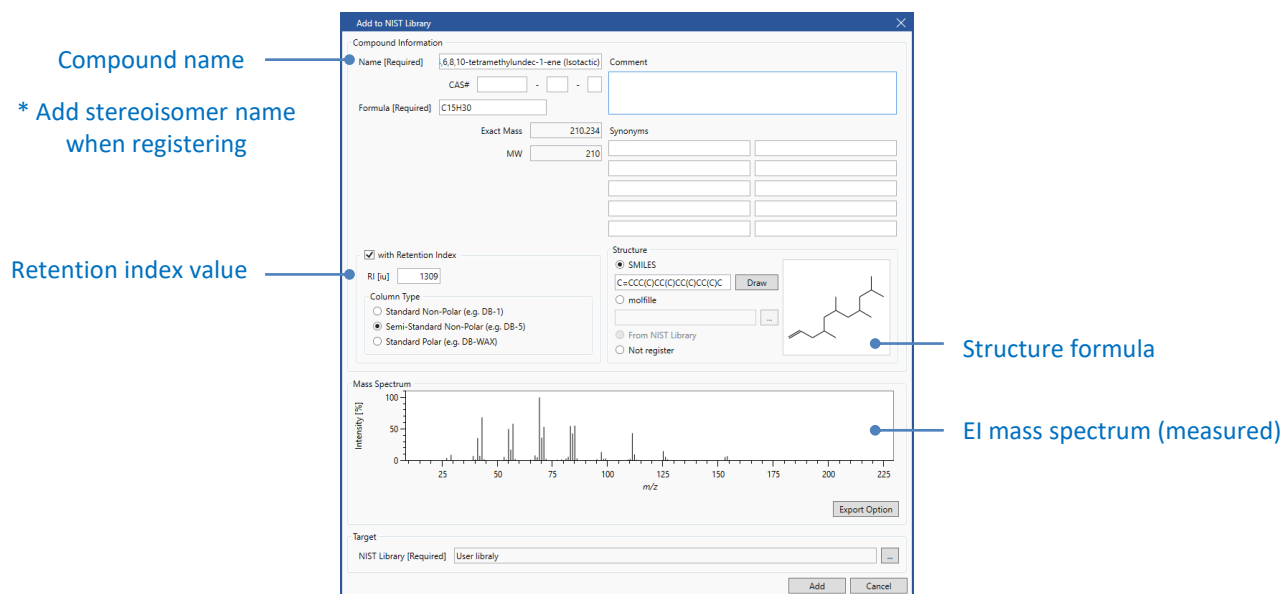 Add to NIST Library
Compound Information
Compound name
Name [Required]
,6,8,10-tetramethylundec-1-ene (Isotactic)
Comment
CAS#
-
-
* Add stereoisomer name
when registering
Formula [Required]
C15H30
Exact Mass
210.234
Synonyms
MW
210
Retention index value
with Retention Index
RI [iu]
1309
Column Type
Standard Non-Polar (e.g. DB-1)
Semi-Standard Non-Polar (e.g. DB-5)
Standard Polar (e.g. DB-WAX)
Structure
SMILES
C=CCC(C)CC(C)CC(C)CC(C)C
Draw
molfille
...
From NIST Library
Not register
Structure formula
Mass Spectrum
Intensity [%]
100
50
0
25 50 75 100 125 150 175 200 225
m/z
EI mass spectrum (measured)
Export Option
Target
NIST Library [Required]
User libraly
...
Add
Cancel